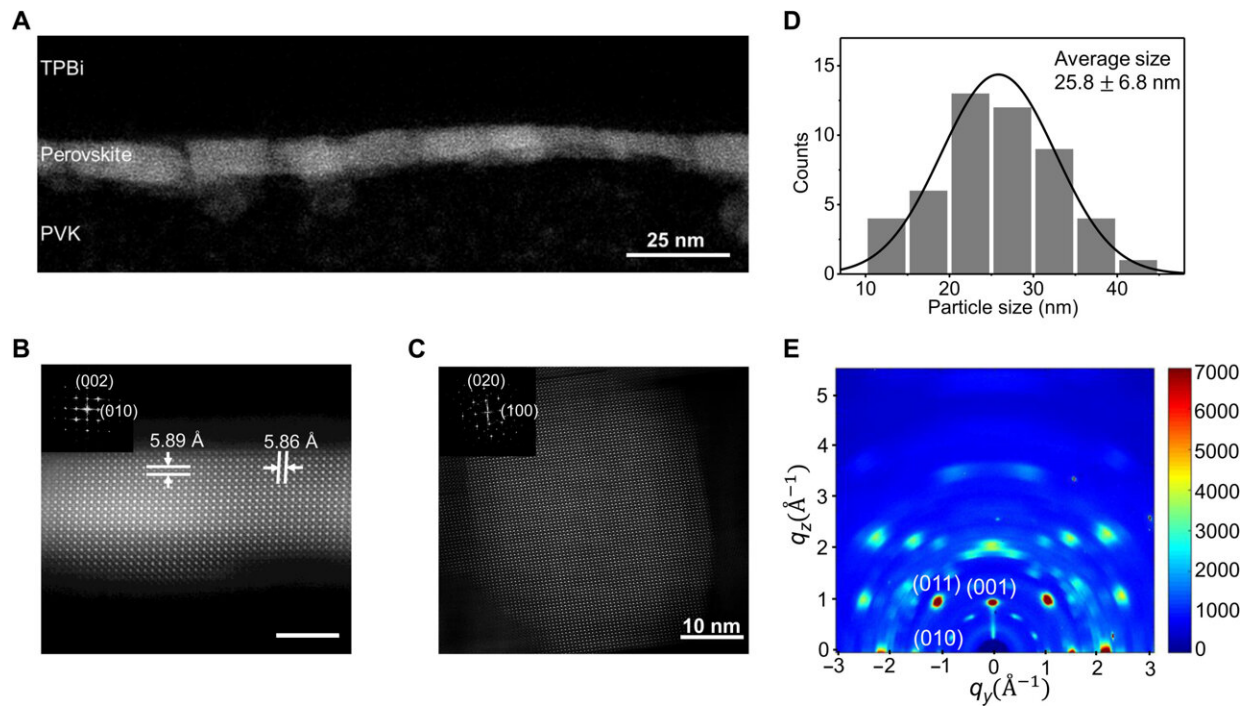 A
TPBi
Perovskite
PVK
25 nm
D
Average size
25.8 ± 6.8 nm
15
10
5
0
Counts
10
20
30
40
Particle size (nm)
B
(002)
(010)
5.89 Å
5.86 Å
C
(020)
(100)
10 nm
E
5
4
3
2
1
0
q_z(Å⁻¹)
(011)
(001)
(010)
−3
−2
−1
0
1
2
3
q_y(Å⁻¹)
7000
6000
5000
4000
3000
2000
1000
0